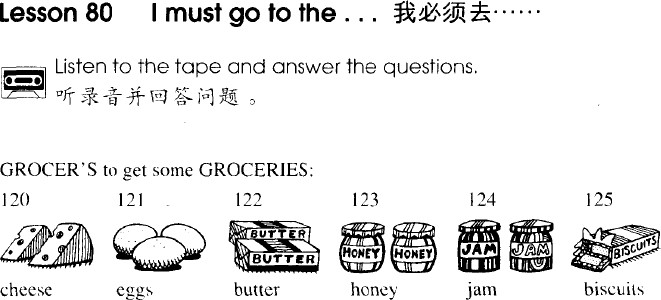 Lesson 80 I must go to the . . . 我必须去……
Listen to the tape and answer the questions.
听录音并回答问题。
GROCER'S to get some GROCERIES:
120 121 122 123 124 125
BUTTER
BUTTER
HONEY HONEY JAM JAM BISCUITS
cheese eggs butter honey jam biscuits